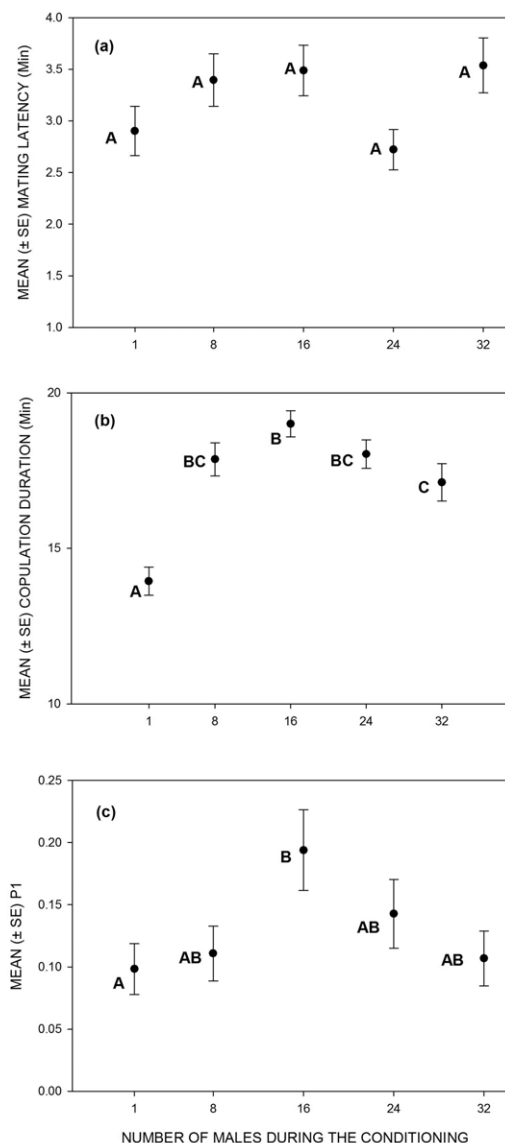 4.0
(a)
3.5
3.0
2.5
2.0
1.5
1.0
A
A
A
A
A
1
8
16
24
32
MEAN (± SE) MATING LATENCY (Min)
20
(b)
15
10
A
BC
B
BC
C
1
8
16
24
32
MEAN (± SE) COPULATION DURATION (Min)
0.25
(c)
0.20
0.15
0.10
0.05
0.00
A
AB
B
AB
AB
1
8
16
24
32
MEAN (± SE) P1
NUMBER OF MALES DURING THE CONDITIONING